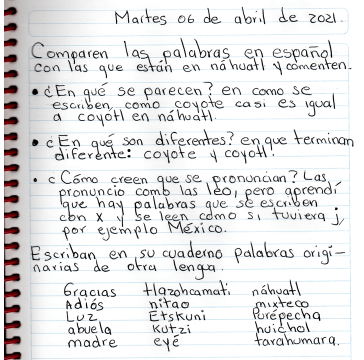 Martes 06 de abril de 2021.
Comparen las palabras en español
con las que están en náhuatl y comenten.
• ¿En qué se parecen? en como se
escriben como coyote casi es igual
a coyotl en náhuatl.
• ¿En qué son diferentes? en que terminan
diferente: coyote y coyotl.
• ¿Cómo creen que se pronuncian? Las
pronuncio como las leo, pero aprendí
que hay palabras que se escriben
con x y se leen como si tuviera j,
por ejemplo México.
Escriban en su cuaderno palabras origi-
narias de otra lengua.
Gracias tlazohcamati náhuatl
Adiós nitao mixteco
Luz Etskuni Purépecha
abuela kutzi huichol
madre eyé tarahumara.